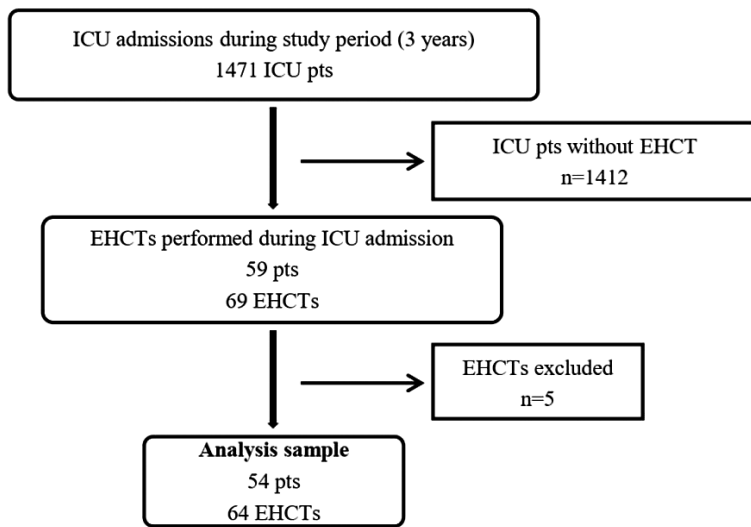 ICU admissions during study period (3 years)
1471 ICU pts
ICU pts without EHCT
n=1412
EHCTs performed during ICU admission
59 pts
69 EHCTs
EHCTs excluded
n=5
Analysis sample
54 pts
64 EHCTs